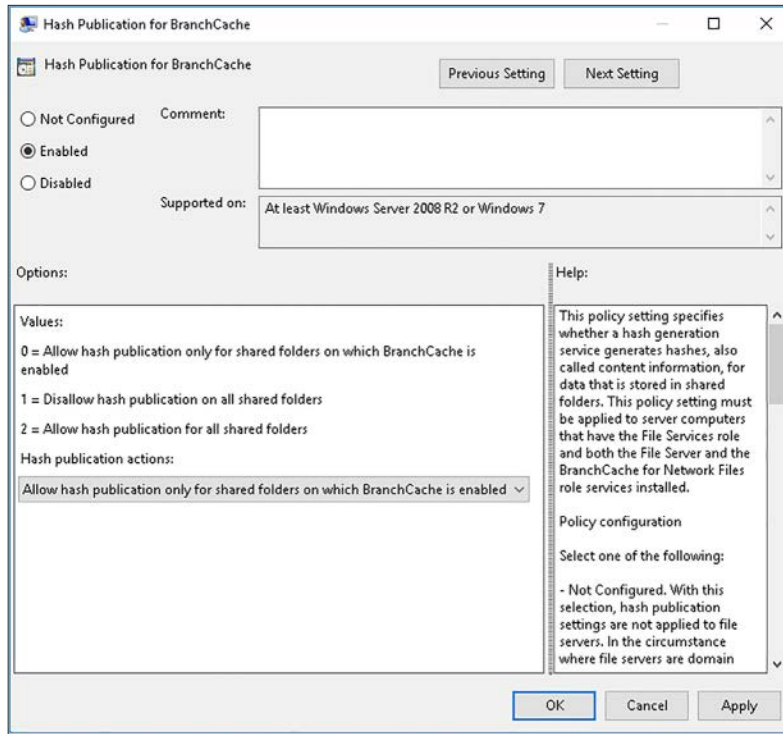 Hash Publication for BranchCache
Hash Publication for BranchCache
Previous Setting
Next Setting
Not Configured
Comment:
Enabled
Disabled
Supported on:
At least Windows Server 2008 R2 or Windows 7
Options:
Help:
Values:
0 = Allow hash publication only for shared folders on which BranchCache is
enabled
1 = Disallow hash publication on all shared folders
2 = Allow hash publication for all shared folders
Hash publication actions:
Allow hash publication only for shared folders on which BranchCache is enabled
This policy setting specifies
whether a hash generation
service generates hashes, also
called content information, for
data that is stored in shared
folders. This policy setting must
be applied to server computers
that have the File Services role
and both the File Server and the
BranchCache for Network Files
role services installed.
Policy configuration
Select one of the following:
- Not Configured. With this
selection, hash publication
settings are not applied to file
servers. In the circumstance
where file servers are domain
OK
Cancel
Apply